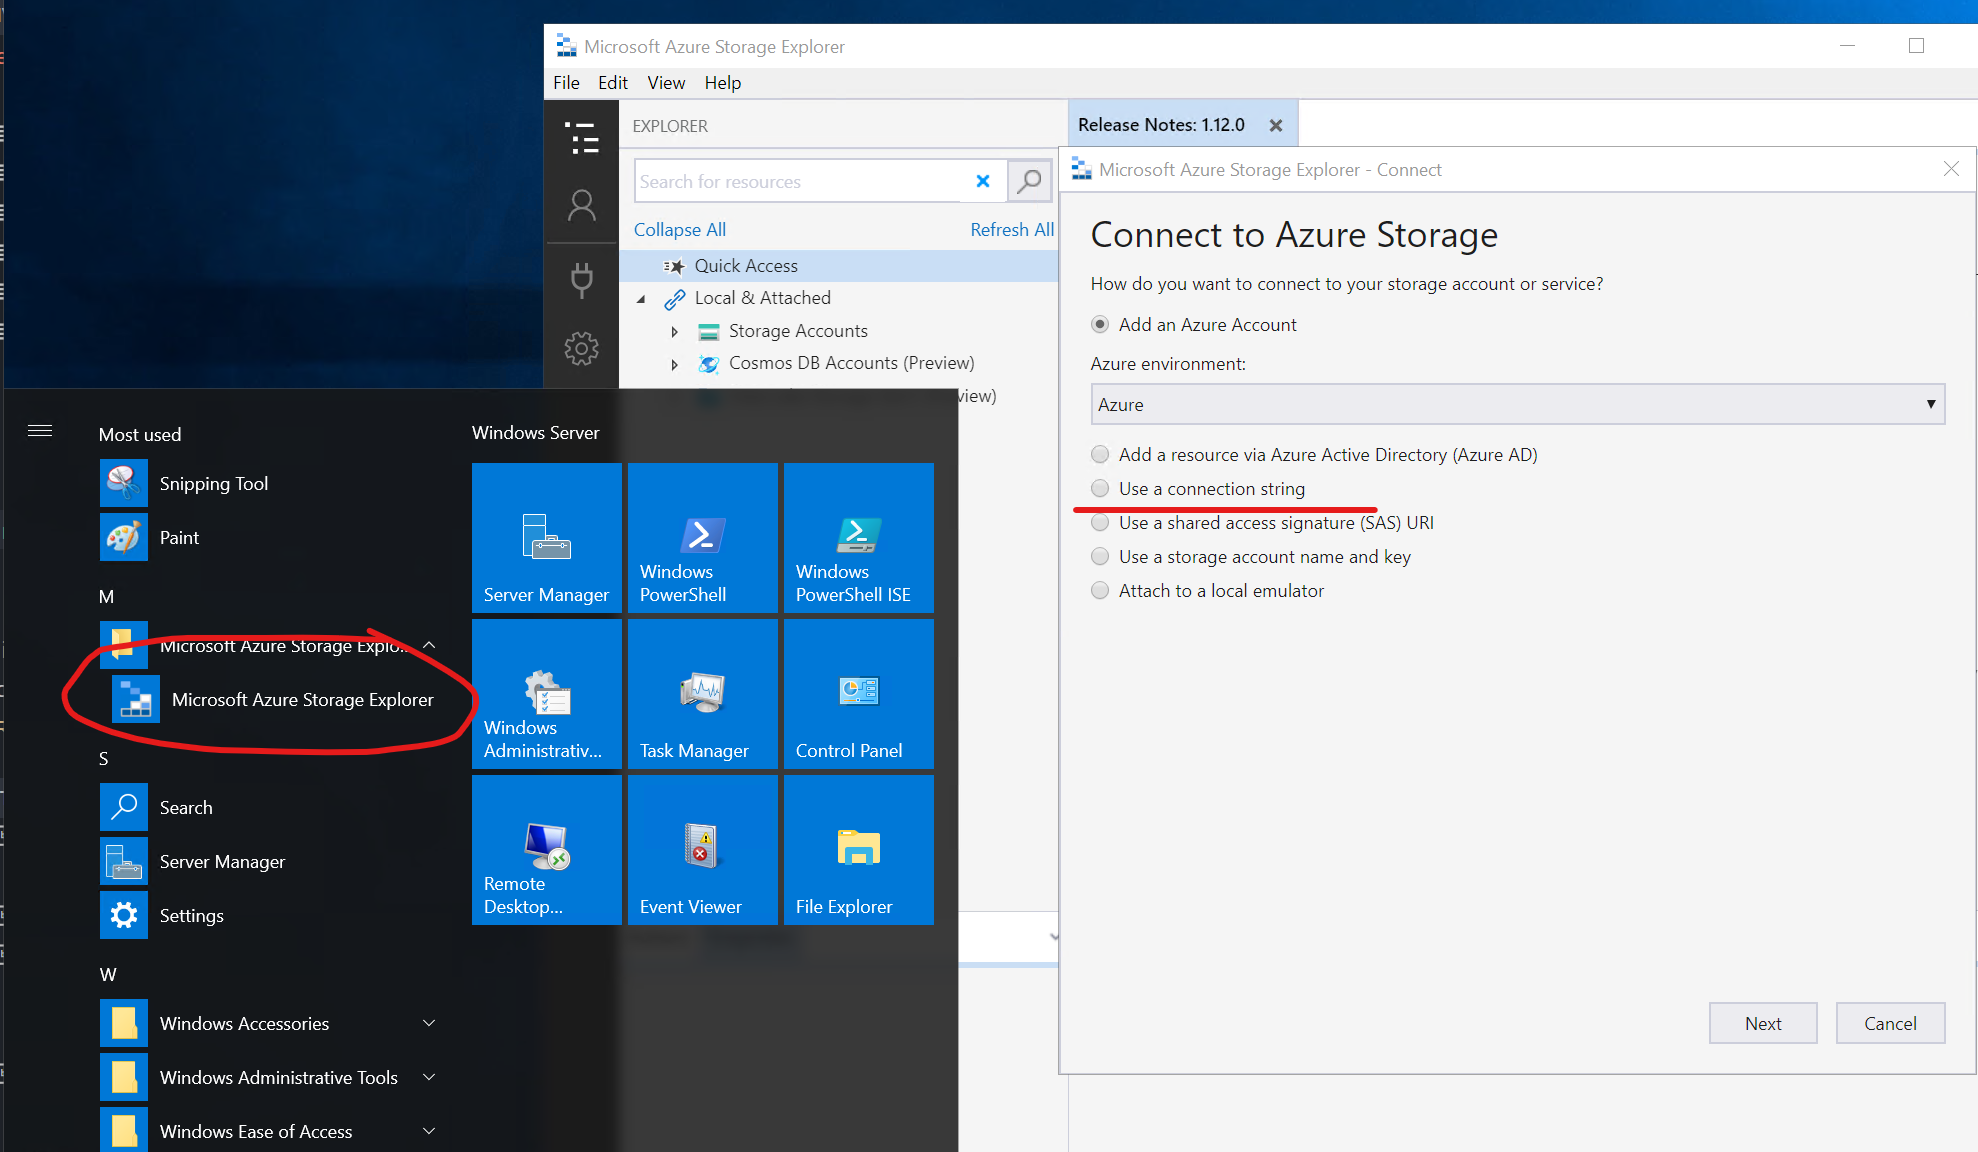 Microsoft Azure Storage Explorer
File Edit View Help
EXPLORER
Search for resources
Collapse All Refresh All
Quick Access
Local & Attached
Storage Accounts
Cosmos DB Accounts (Preview)
view)
Release Notes: 1.12.0
Microsoft Azure Storage Explorer - Connect
Connect to Azure Storage
How do you want to connect to your storage account or service?
Add an Azure Account
Azure environment:
Azure
Add a resource via Azure Active Directory (Azure AD)
Use a connection string
Use a shared access signature (SAS) URI
Use a storage account name and key
Attach to a local emulator
Next Cancel
Most used
Snipping Tool
Paint
M
Microsoft Azure Storage Explo...
Microsoft Azure Storage Explorer
S
Search
Server Manager
Settings
W
Windows Accessories
Windows Administrative Tools
Windows Ease of Access
Windows Server
Server Manager
Windows
PowerShell
Windows
PowerShell ISE
Windows
Administrativ...
Task Manager
Control Panel
Remote
Desktop...
Event Viewer
File Explorer